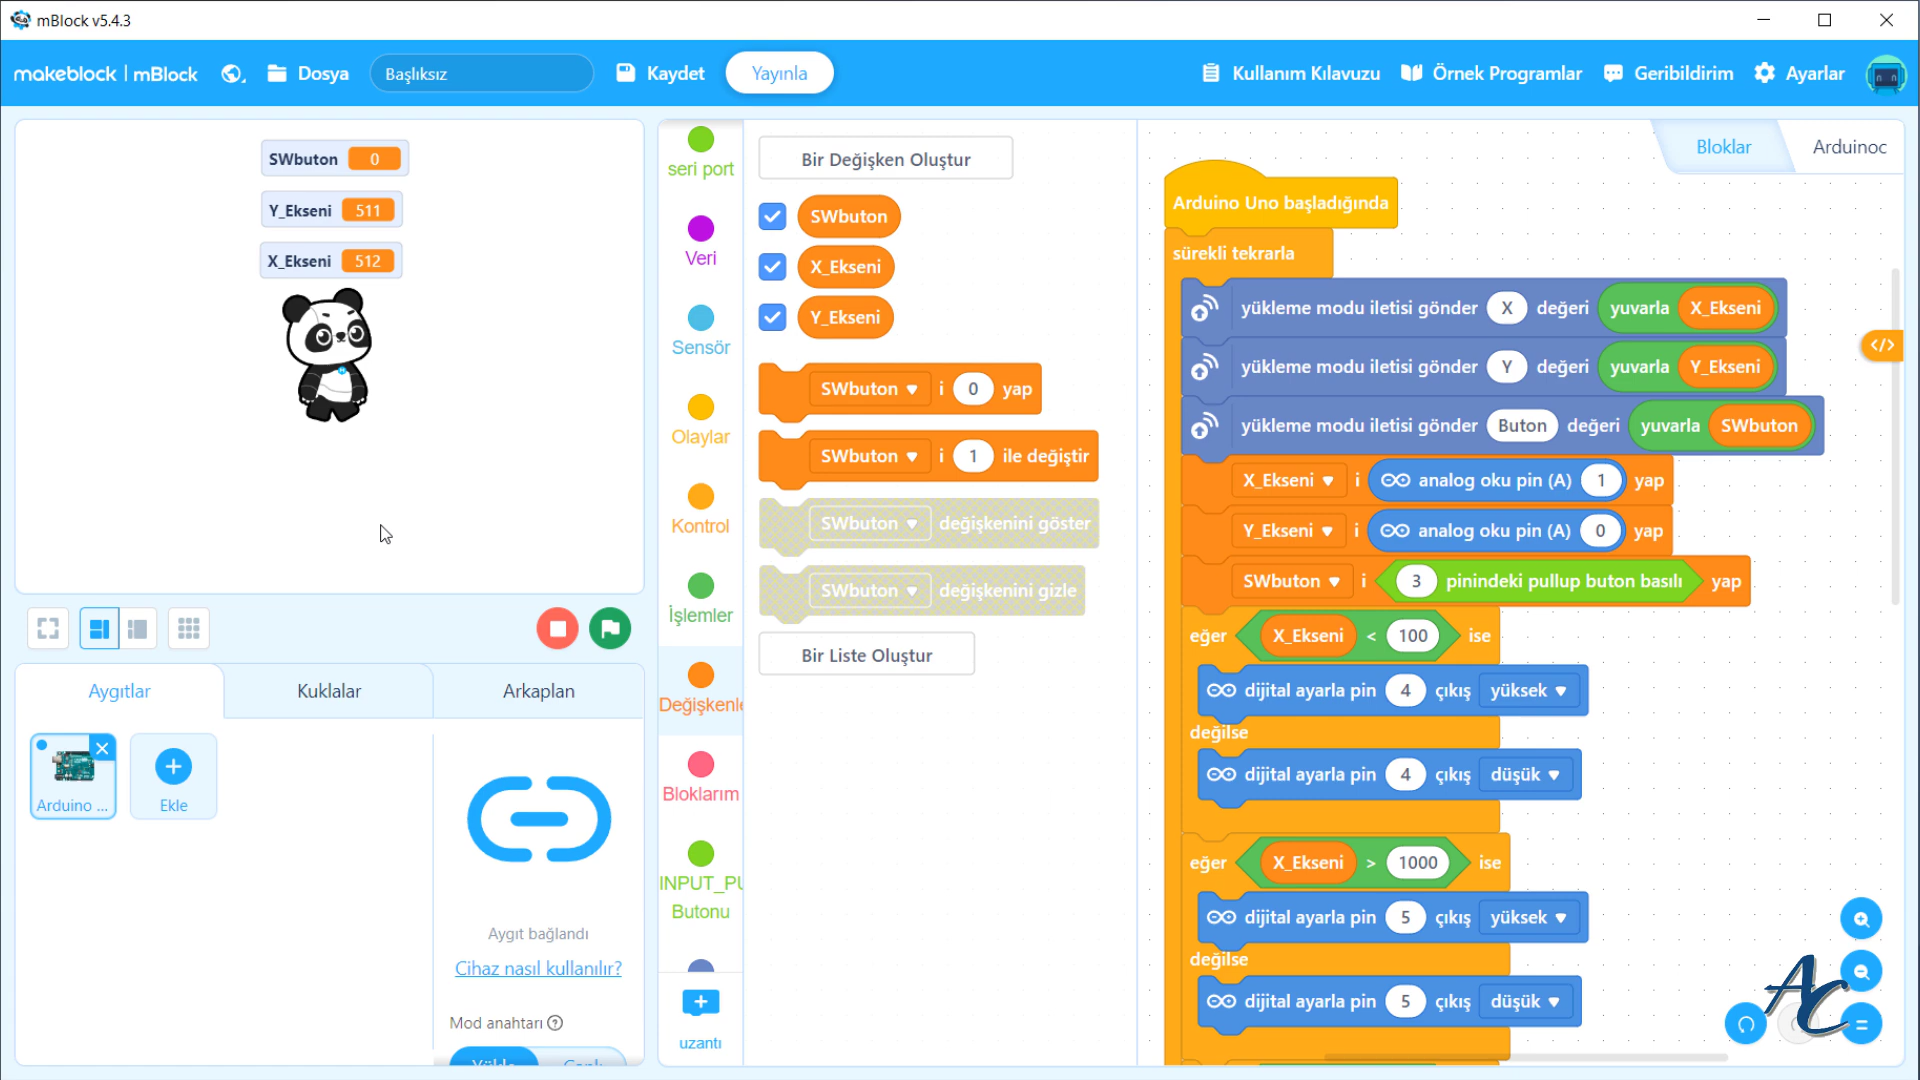 mBlock v5.4.3
makeblock | mBlock
Dosya
Başlıksız
Kaydet
Yayınla
Kullanım Kılavuzu
Örnek Programlar
Geribildirim
Ayarlar
SWbuton 0
Y_Ekseni 511
X_Ekseni 512
Aygıtlar
Kuklalar
Arkaplan
Arduino ...
Ekle
Aygıt bağlandı
Cihaz nasıl kullanılır?
Mod anahtarı ?
seri port
Veri
Sensör
Olaylar
Kontrol
İşlemler
Değişkenle
Bloklarım
INPUT_PU
Butonu
uzantı
Bir Değişken Oluştur
SWbuton
X_Ekseni
Y_Ekseni
SWbuton i 0 yap
SWbuton i 1 ile değiştir
SWbuton değişkenini göster
SWbuton değişkenini gizle
Bir Liste Oluştur
Bloklar
Arduinoc
Arduino Uno başladığında
sürekli tekrarla
yükleme modu iletisi gönder X değeri yuvarla X_Ekseni
yükleme modu iletisi gönder Y değeri yuvarla Y_Ekseni
yükleme modu iletisi gönder Buton değeri yuvarla SWbuton
X_Ekseni i analog oku pin (A) 1 yap
Y_Ekseni i analog oku pin (A) 0 yap
SWbuton i 3 pinindeki pullup buton basılı yap
eğer X_Ekseni < 100 ise
dijital ayarla pin 4 çıkış yüksek
değilse
dijital ayarla pin 4 çıkış düşük
eğer X_Ekseni > 1000 ise
dijital ayarla pin 5 çıkış yüksek
değilse
dijital ayarla pin 5 çıkış düşük
</>
AC